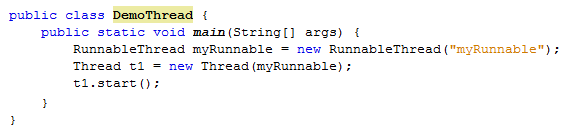 public class DemoThread {
    public static void main(String[] args) {
        RunnableThread myRunnable = new RunnableThread("myRunnable");
        Thread t1 = new Thread(myRunnable);
        t1.start();
    }
}